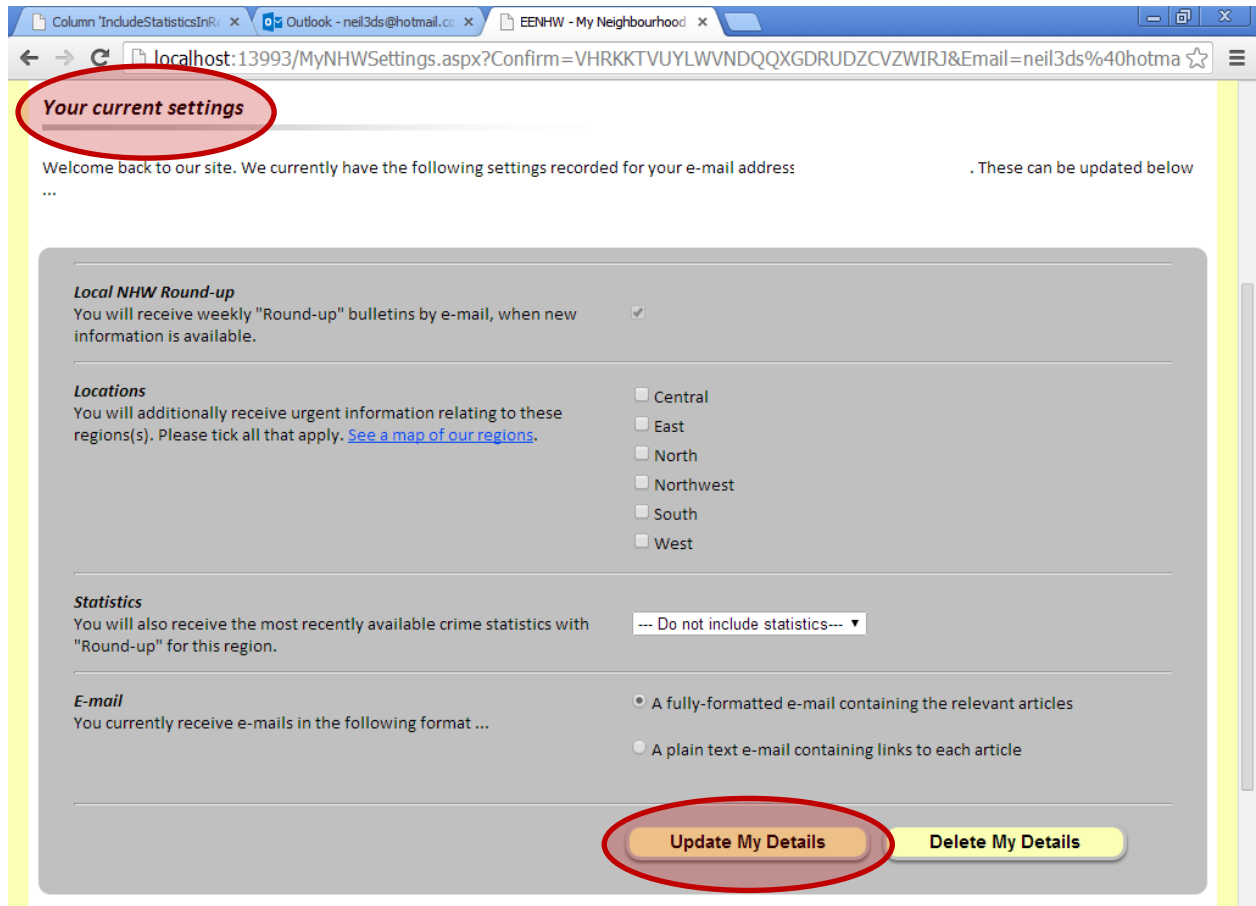 Column 'IncludeStatisticsInR
Outlook - neil3ds@hotmail.cc
EENHW - My Neighbourhood
localhost:13993/MyNHWSettings.aspx?Confirm=VHRKKTVUYLWVNDQQXGDRUDZCVZWIRJ&Email=neil3ds%40hotma
Your current settings
Welcome back to our site. We currently have the following settings recorded for your e-mail address . These can be updated below
...
Local NHW Round-up
You will receive weekly "Round-up" bulletins by e-mail, when new
information is available.
Locations
You will additionally receive urgent information relating to these
regions(s). Please tick all that apply. See a map of our regions.
Central
East
North
Northwest
South
West
Statistics
You will also receive the most recently available crime statistics with
"Round-up" for this region.
--- Do not include statistics---
E-mail
You currently receive e-mails in the following format ...
A fully-formatted e-mail containing the relevant articles
A plain text e-mail containing links to each article
Update My Details
Delete My Details